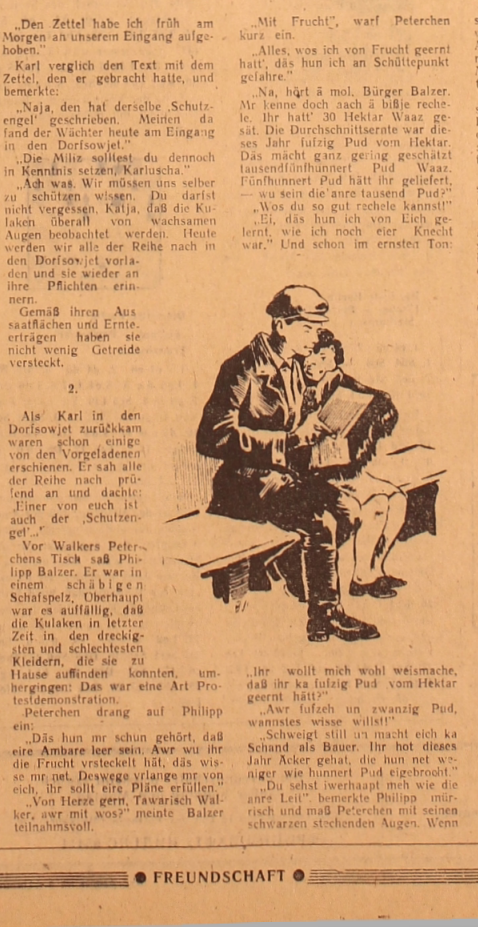 „Den Zettel habe ich früh am
Morgen an unserem Eingang aufge-
hoben."
Karl verglich den Text mit dem
Zettel, den er gebracht hatte, und
bemerkte:
„Naja, den hat derselbe ‚Schutz-
engel' geschrieben. Meinen da
fand der Wächter heute am Eingang
in den Dorfsowjet."
„Die Miliz solltest du dennoch
in Kenntnis setzen, Karluscha."
„Ach was. Wir müssen uns selber
zu schützen wissen. Du darfst
nicht vergessen, Katja, daß die Ku-
laken überall von wachsamen
Augen beobachtet werden. Heute
werden wir alle der Reihe nach in
den Dorfsowjet vorla-
den und sie wieder an
ihre Pflichten erin-
nern.
Gemäß ihren Aus
saatflächen und Ernte-
erträgen haben sie
nicht wenig Getreide
versteckt.
2.
Als Karl in den
Dorfsowjet zurückkam
waren schon einige
von den Vorgeladenen
erschienen. Er sah alle
der Reihe nach prü-
fend an und dachte:
‚Einer von euch ist
auch der ‚Schutzen-
gel'...'
Vor Walkers Peter-
chens Tisch saß Phi-
lipp Balzer. Er war in
einem schäbigen
Schafspelz. Überhaupt
war es auffällig, daß
die Kulaken in letzter
Zeit in den dreckig-
sten und schlechtesten
Kleidern, die sie zu
Hause auffinden konnten, um-
hergingen: Das war eine Art Pro-
testdemonstration.
Peterchen drang auf Philipp
ein:
„Däs hun mr schun gehört, daß
eire Ambare leer sein. Awr wu ihr
die Frucht vrsteckelt hät, däs wis-
se mr net. Deswege vrlange mr von
eich, ihr sollt eire Pläne erfüllen."
„Von Herze gern, Tawarisch Wal-
ker, awr mit wos?" meinte Balzer
teilnahmsvoll.
„Mit Frucht", warf Peterchen
kurz ein.
„Alles, wos ich von Frucht geernt
hatt', däs hun ich an Schüttepunkt
gefahre."
„Na, hört ä mol, Bürger Balzer.
Mr kenne doch nach ä bißje reche-
le. Ihr hatt' 30 Hektar Waaz ge-
sät. Die Durchschnittsernte war die-
ses Jahr fufzig Pud vom Hektar.
Däs mächt ganz gering geschätzt
tausendfünfhunnert Pud Waaz.
Fünfhunnert Pud hätt ihr geliefert,
— wu sein die anre tausend Pud?"
„Wos du so gut rechele kannst!"
„Ei, däs hun ich von Eich ge-
lernt, wie ich noch eier Knecht
war." Und schon im ernsten Ton:
„Ihr wollt mich wohl weismache,
daß ihr ka fufzig Pud vom Hektar
geernt hätt?"
„Awr fufzeh un zwanzig Pud,
wannstes wisse willst!"
„Schweigt still un macht eich ka
Schand als Bauer. Ihr hot dieses
Jahr Äcker gehat, die hun net we-
niger wie hunnert Pud eigebrocht."
„Du sehst iwerhaapt meh wie die
anre Leit", bemerkte Philipp mür-
risch und maß Peterchen mit seinen
schwarzen stechenden Augen. Wenn
FREUNDSCHAFT